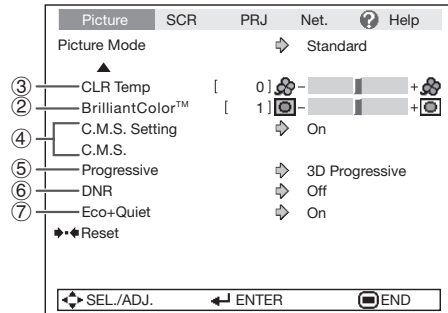 Picture SCR PRJ Net. ? Help
Picture Mode Standard
③ CLR Temp [ 0 ] – +
② BrilliantColor™ [ 1 ] – +
④ C.M.S. Setting On
C.M.S.
⑤ Progressive 3D Progressive
⑥ DNR Off
⑦ Eco+Quiet On
Reset
SEL./ADJ. ENTER END